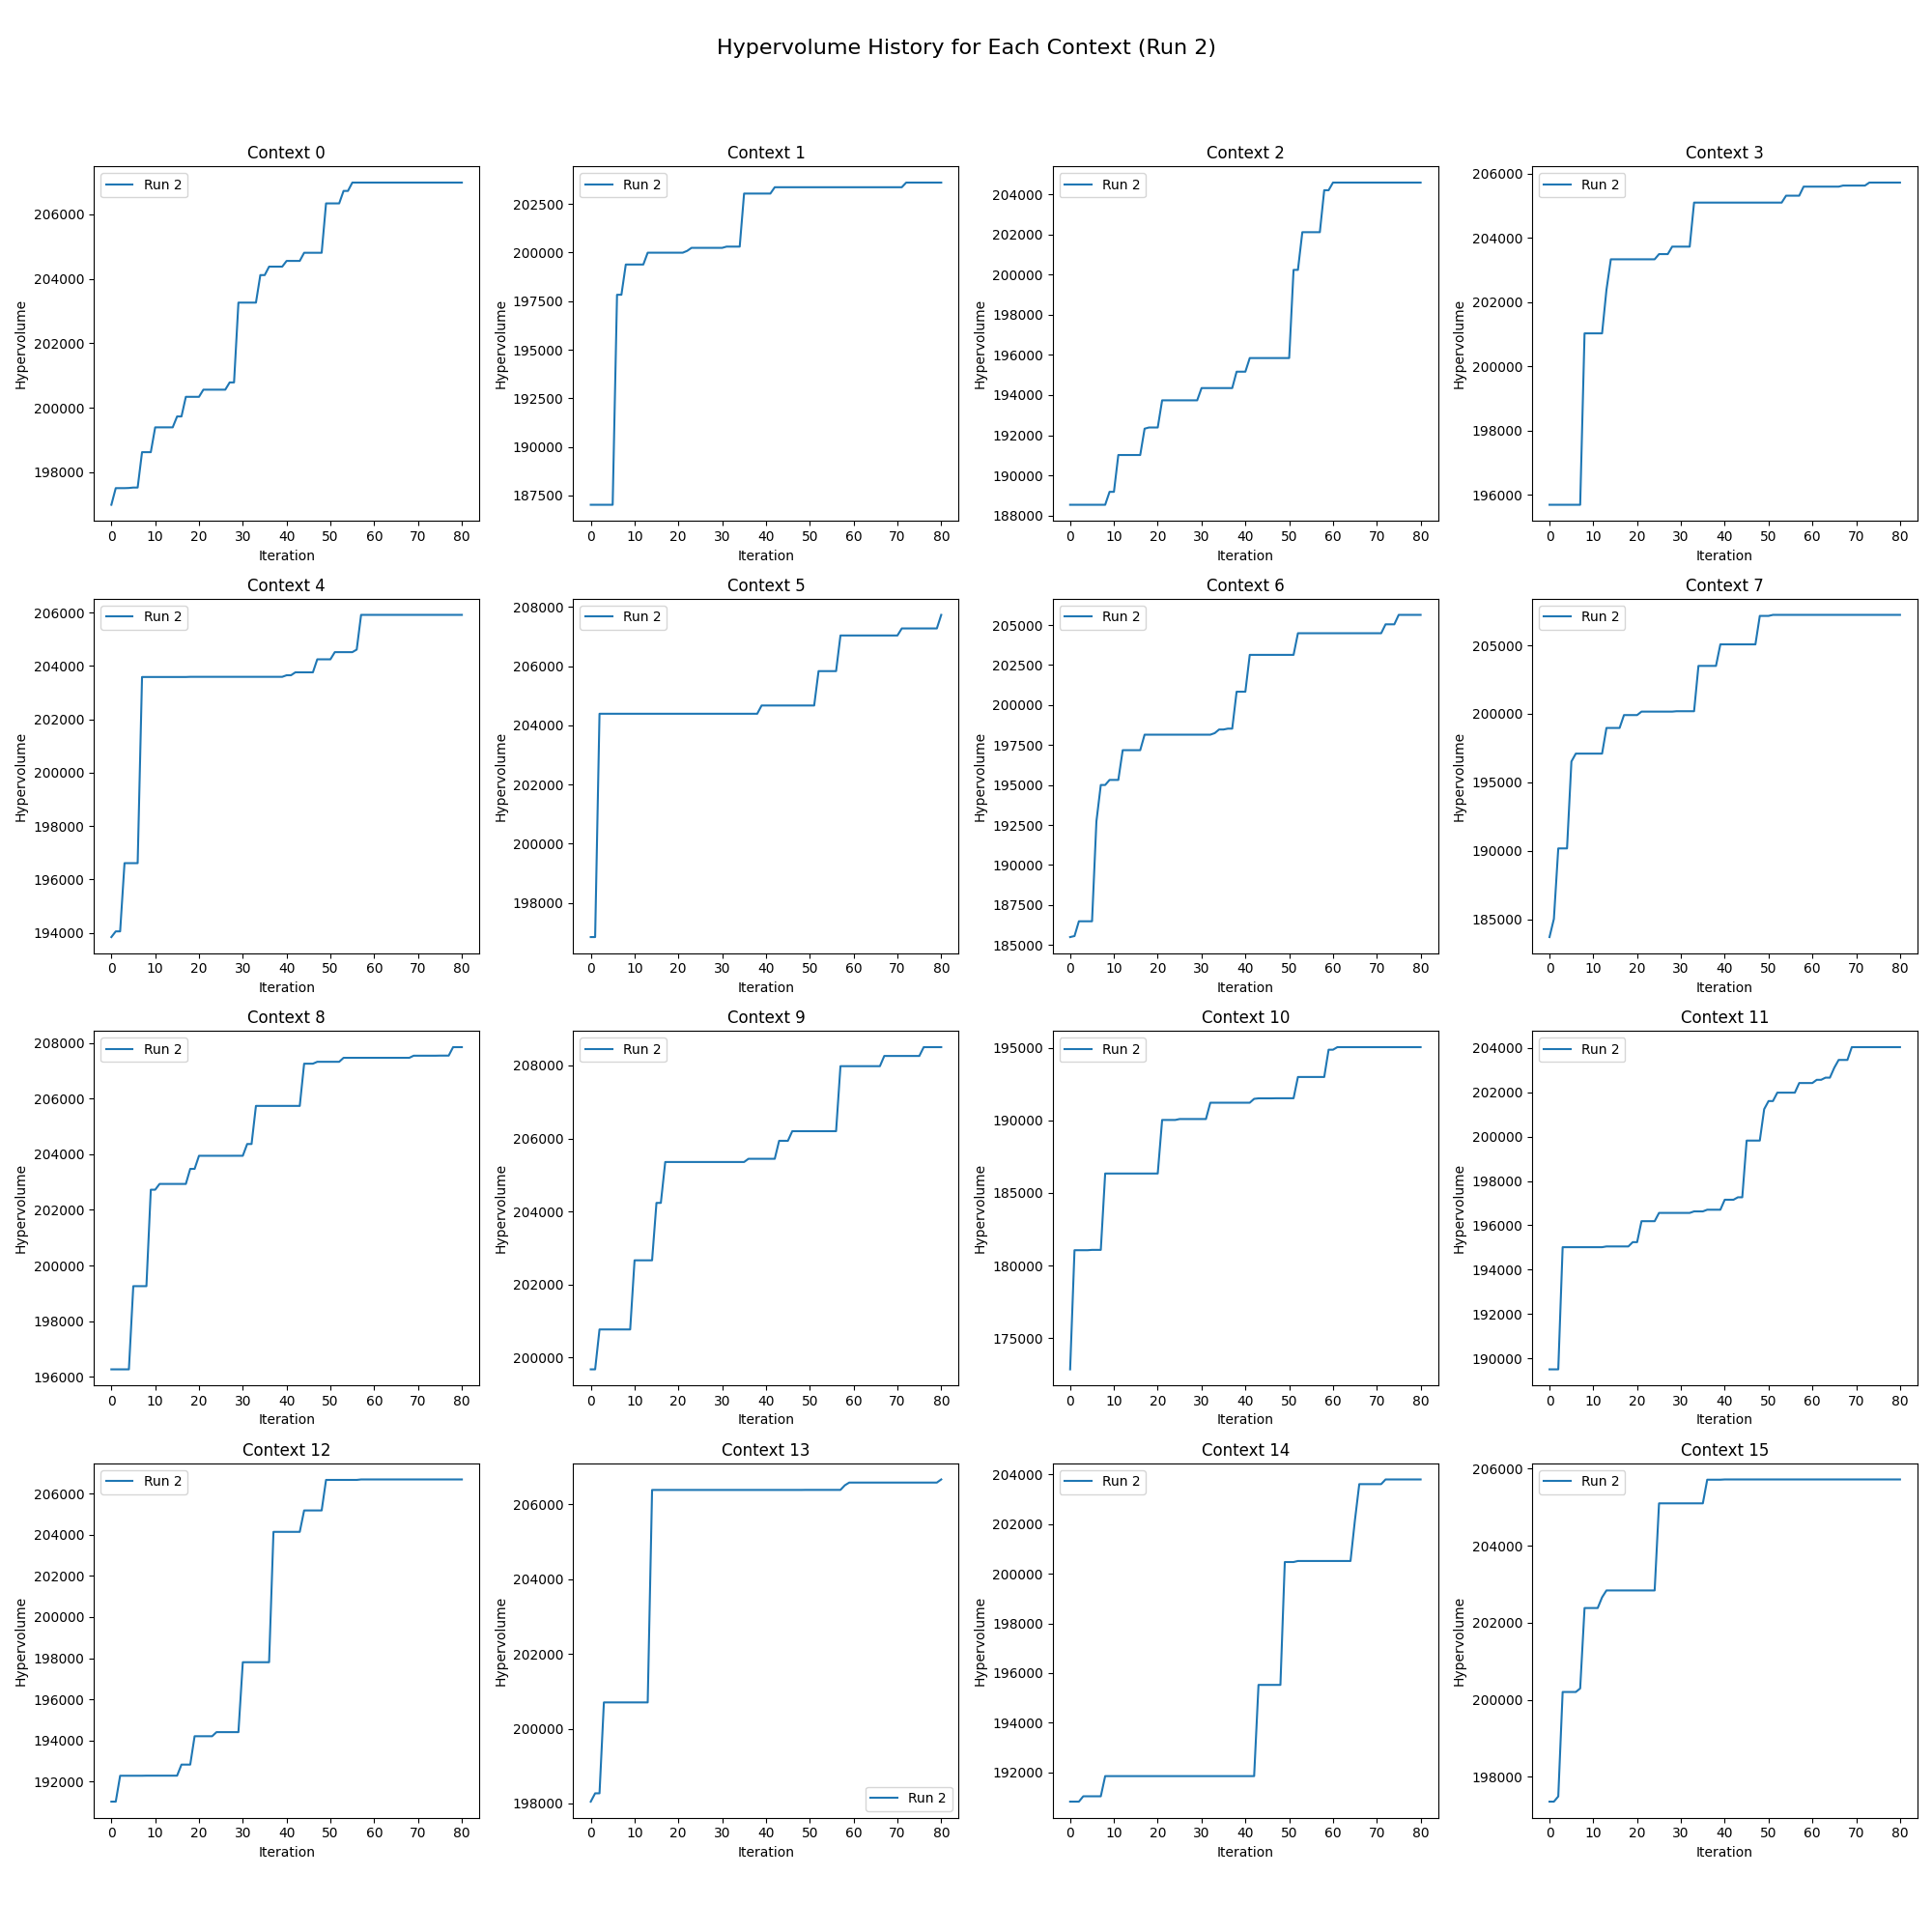 Hypervolume History for Each Context (Run 2)
Context 0
Run 2
Hypervolume
206000
204000
202000
200000
198000
0 10 20 30 40 50 60 70 80
Iteration
Context 1
Run 2
Hypervolume
202500
200000
197500
195000
192500
190000
187500
0 10 20 30 40 50 60 70 80
Iteration
Context 2
Run 2
Hypervolume
204000
202000
200000
198000
196000
194000
192000
190000
188000
0 10 20 30 40 50 60 70 80
Iteration
Context 3
Run 2
Hypervolume
206000
204000
202000
200000
198000
196000
0 10 20 30 40 50 60 70 80
Iteration
Context 4
Run 2
Hypervolume
206000
204000
202000
200000
198000
196000
194000
0 10 20 30 40 50 60 70 80
Iteration
Context 5
Run 2
Hypervolume
208000
206000
204000
202000
200000
198000
0 10 20 30 40 50 60 70 80
Iteration
Context 6
Run 2
Hypervolume
205000
202500
200000
197500
195000
192500
190000
187500
185000
0 10 20 30 40 50 60 70 80
Iteration
Context 7
Run 2
Hypervolume
205000
200000
195000
190000
185000
0 10 20 30 40 50 60 70 80
Iteration
Context 8
Run 2
Hypervolume
208000
206000
204000
202000
200000
198000
196000
0 10 20 30 40 50 60 70 80
Iteration
Context 9
Run 2
Hypervolume
208000
206000
204000
202000
200000
0 10 20 30 40 50 60 70 80
Iteration
Context 10
Run 2
Hypervolume
195000
190000
185000
180000
175000
0 10 20 30 40 50 60 70 80
Iteration
Context 11
Run 2
Hypervolume
204000
202000
200000
198000
196000
194000
192000
190000
0 10 20 30 40 50 60 70 80
Iteration
Context 12
Run 2
Hypervolume
206000
204000
202000
200000
198000
196000
194000
192000
0 10 20 30 40 50 60 70 80
Iteration
Context 13
Run 2
Hypervolume
206000
204000
202000
200000
198000
0 10 20 30 40 50 60 70 80
Iteration
Context 14
Run 2
Hypervolume
204000
202000
200000
198000
196000
194000
192000
0 10 20 30 40 50 60 70 80
Iteration
Context 15
Run 2
Hypervolume
206000
204000
202000
200000
198000
0 10 20 30 40 50 60 70 80
Iteration